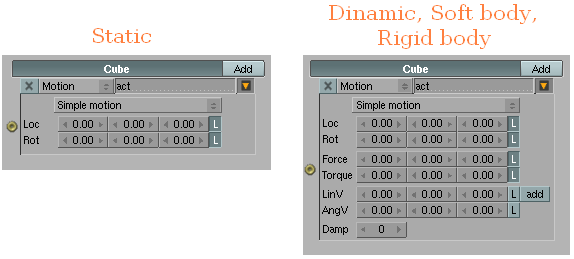 Static
Cube Add
Motion act
Simple motion
Loc 0.00 0.00 0.00 L
Rot 0.00 0.00 0.00 L
Dinamic, Soft body,
Rigid body
Cube Add
Motion act
Simple motion
Loc 0.00 0.00 0.00 L
Rot 0.00 0.00 0.00 L
Force 0.00 0.00 0.00 L
Torque 0.00 0.00 0.00 L
LinV 0.00 0.00 0.00 L add
AngV 0.00 0.00 0.00 L
Damp 0